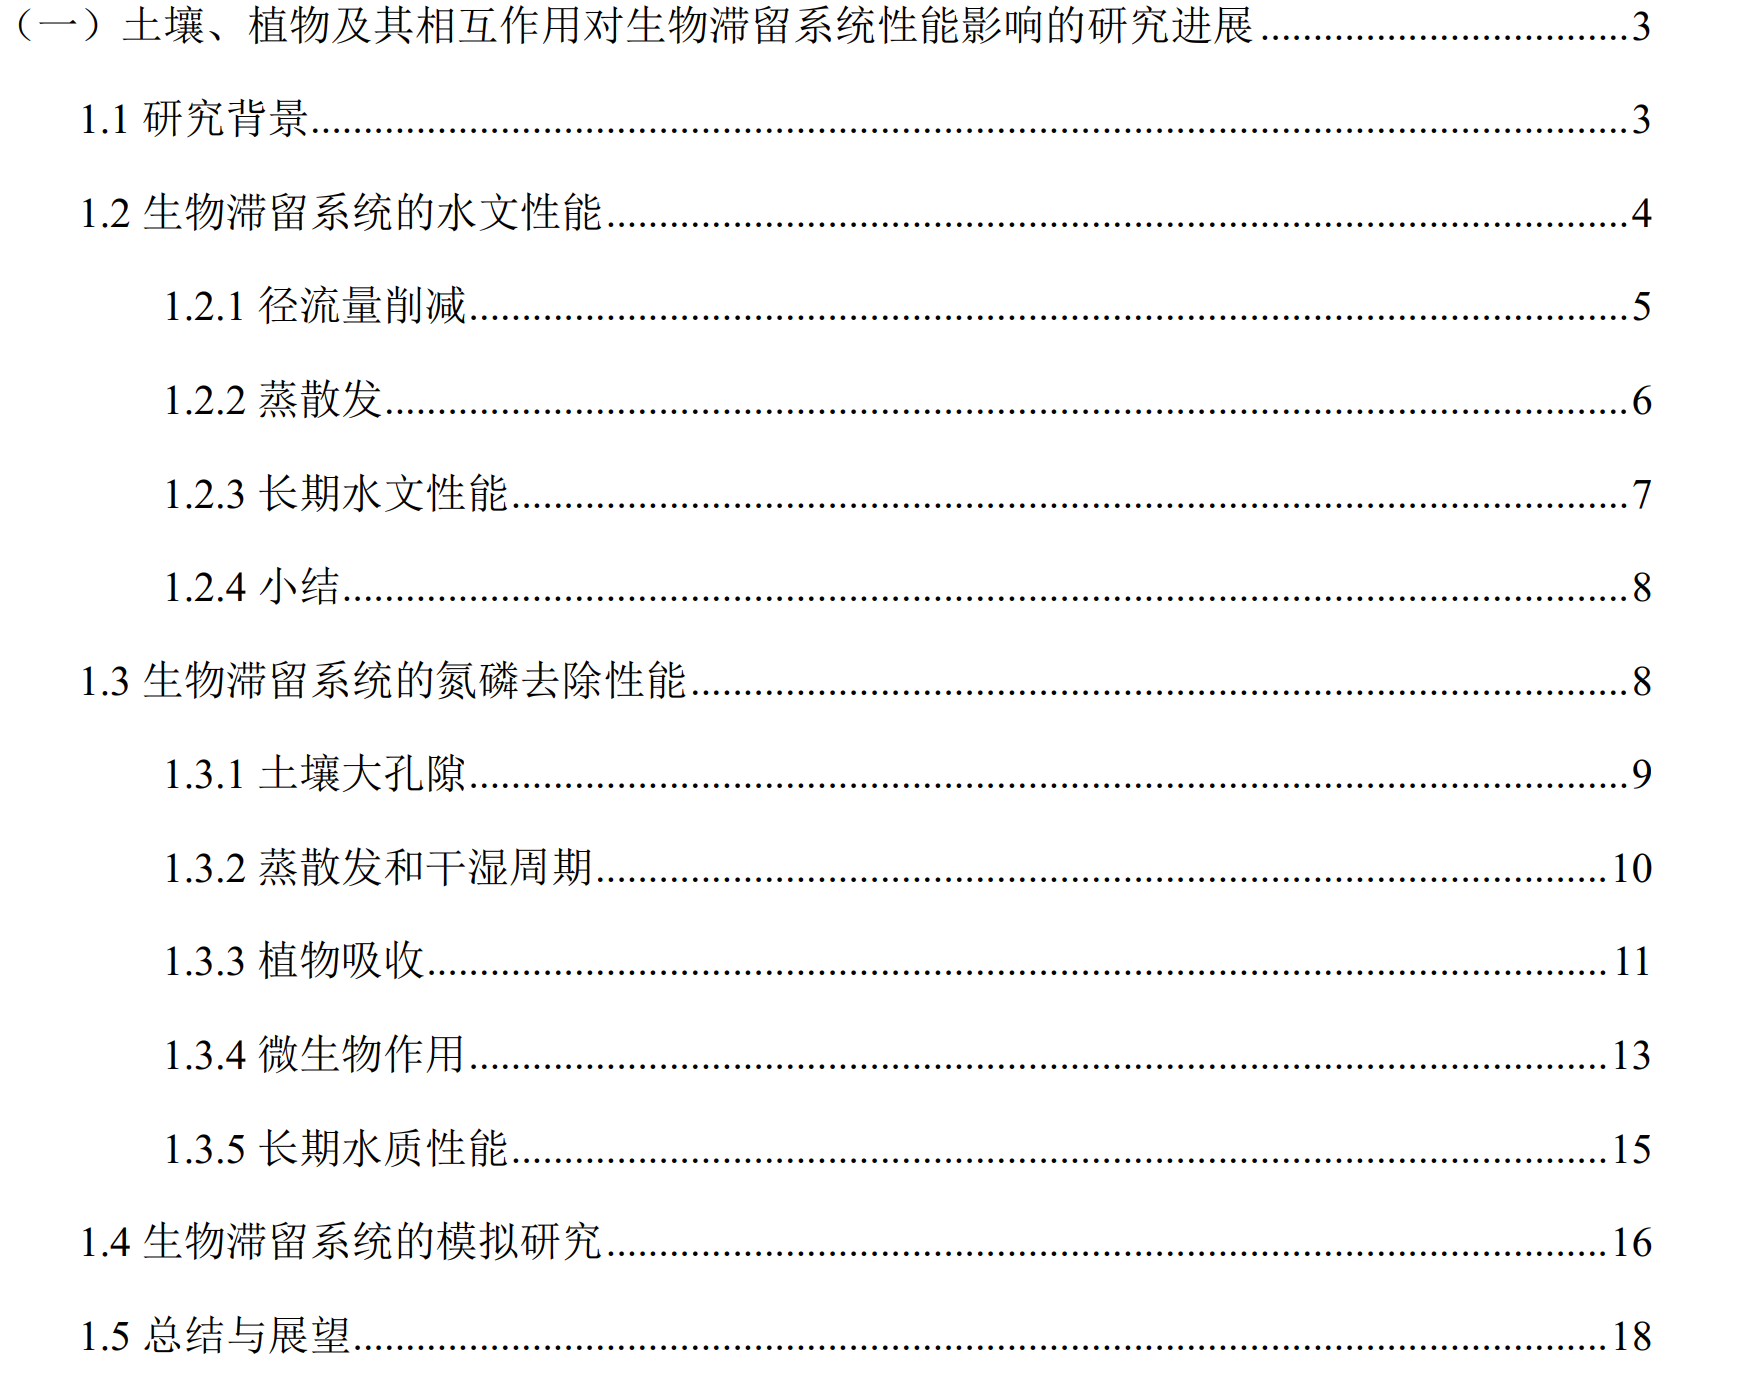 （一）土壤、植物及其相互作用对生物滞留系统性能影响的研究进展............................3
1.1 研究背景............................3
1.2 生物滞留系统的水文性能............................4
1.2.1 径流量削减............................5
1.2.2 蒸散发............................6
1.2.3 长期水文性能............................7
1.2.4 小结............................8
1.3 生物滞留系统的氮磷去除性能............................8
1.3.1 土壤大孔隙............................9
1.3.2 蒸散发和干湿周期............................10
1.3.3 植物吸收............................11
1.3.4 微生物作用............................13
1.3.5 长期水质性能............................15
1.4 生物滞留系统的模拟研究............................16
1.5 总结与展望............................18